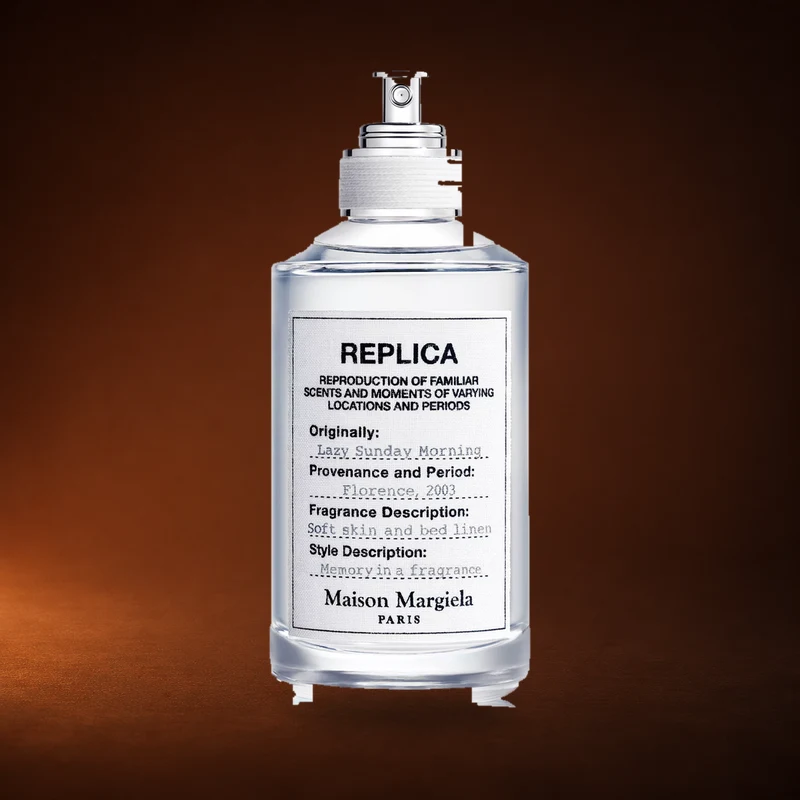 REPLICA
REPRODUCTION OF FAMILIAR
SCENTS AND MOMENTS OF VARYING
LOCATIONS AND PERIODS
Originally:
Lazy Sunday Morning
Provenance and Period:
Florence, 2003
Fragrance Description:
Soft skin and bed linen
Style Description:
Memory in a fragrance
Maison Margiela
PARIS